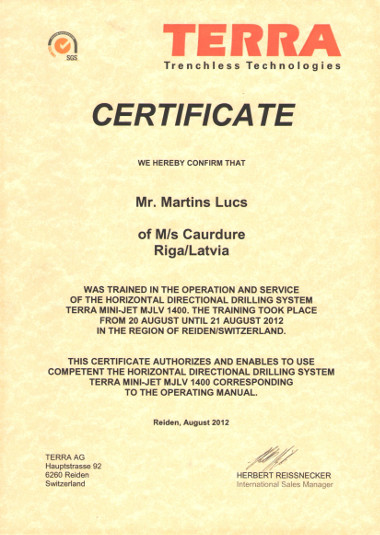 SGS
TERRA
Trenchless Technologies
CERTIFICATE
WE HEREBY CONFIRM THAT
Mr. Martins Lucs
of M/s Caurdure
Riga/Latvia
WAS TRAINED IN THE OPERATION AND SERVICE
OF THE HORIZONTAL DIRECTIONAL DRILLING SYSTEM
TERRA MINI-JET MJLV 1400. THE TRAINING TOOK PLACE
FROM 20 AUGUST UNTIL 21 AUGUST 2012
IN THE REGION OF REIDEN/SWITZERLAND.
THIS CERTIFICATE AUTHORIZES AND ENABLES TO USE
COMPETENT THE HORIZONTAL DIRECTIONAL DRILLING SYSTEM
TERRA MINI-JET MJLV 1400 CORRESPONDING
TO THE OPERATING MANUAL.
Reiden, August 2012
TERRA AG
Hauptstrasse 92
6260 Reiden
Switzerland
HERBERT REISSNECKER
International Sales Manager